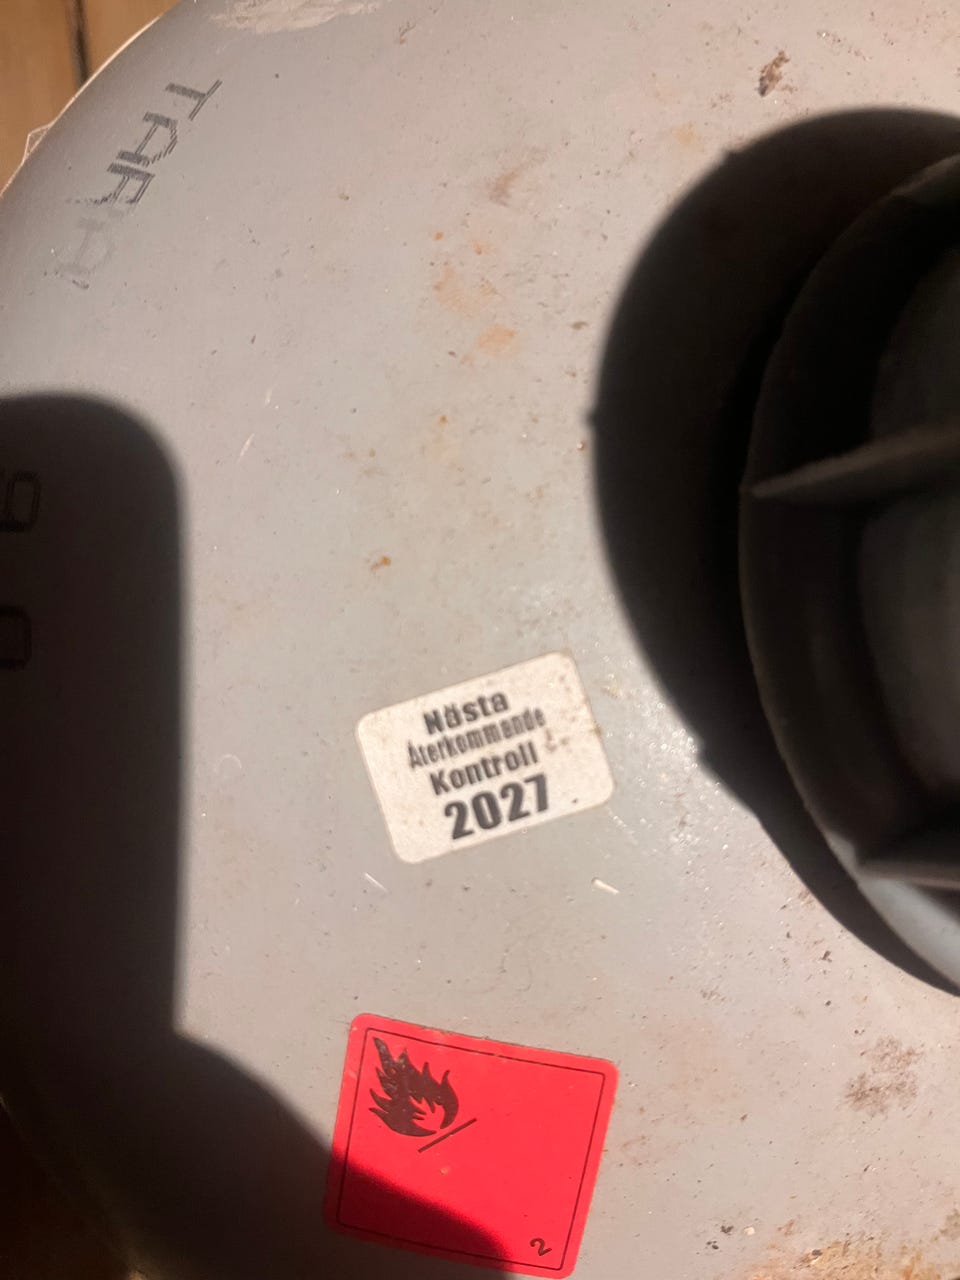 TARA
Nästa
Återkommande
Kontroll
2027
2